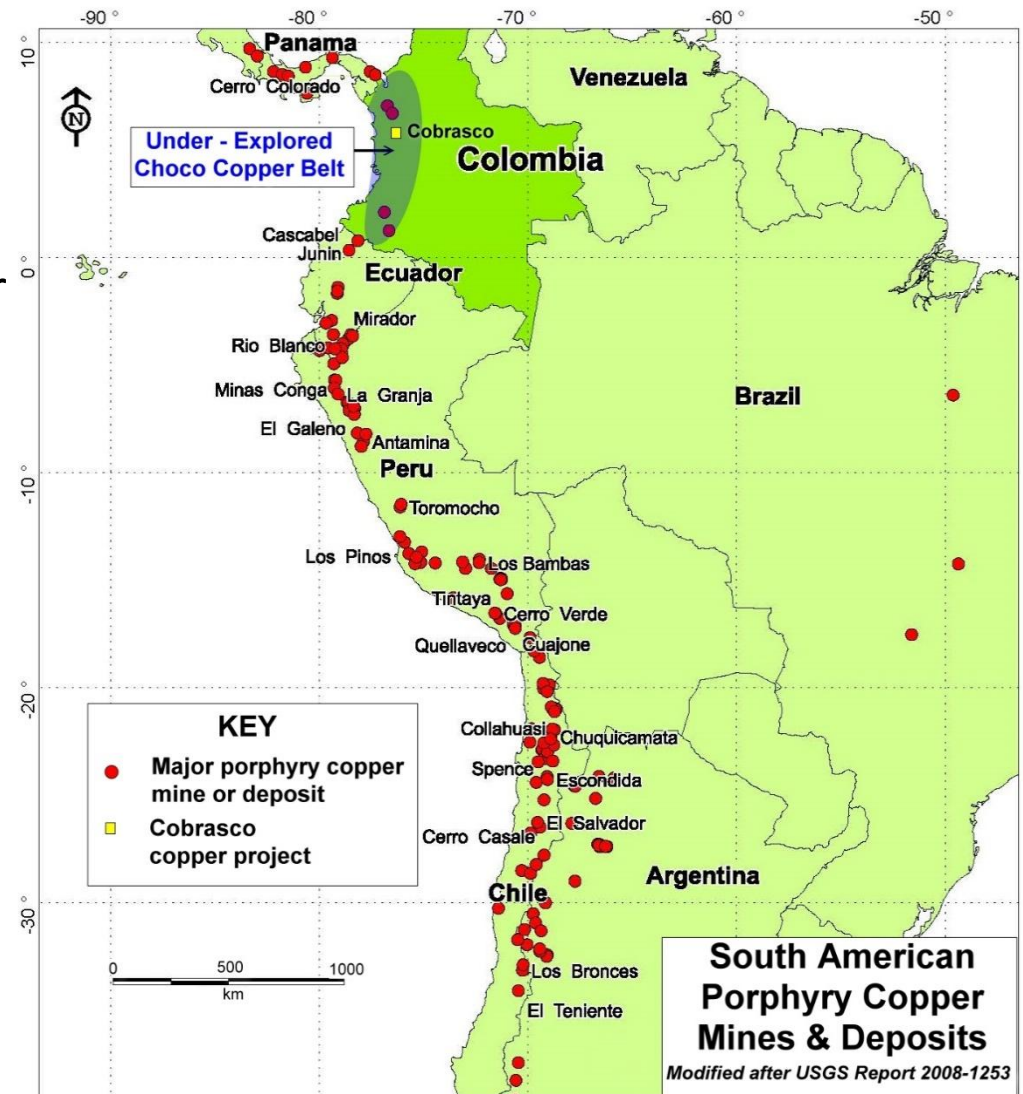 -90 °
-80 °
-70 °
-60 °
-50 °
10 °
0 °
-10 °
-20 °
-30 °
N
Panama
Cerro Colorado
Venezuela
Under - Explored
Choco Copper Belt
Cobrasco
Colombia
Cascabel
Junin
Ecuador
Mirador
Rio Blanco
Minas Conga
La Granja
Brazil
El Galeno
Antamina
Peru
Toromocho
Los Pinos
Los Bambas
Tintaya
Cerro Verde
Quellaveco
Cuajone
KEY
Major porphyry copper
mine or deposit
Cobrasco
copper project
Collahuasi
Chuquicamata
Spence
Escondida
El Salvador
Cerro Casale
Argentina
Chile
0 500 1000
km
Los Bronces
El Teniente
South American
Porphyry Copper
Mines & Deposits
Modified after USGS Report 2008-1253